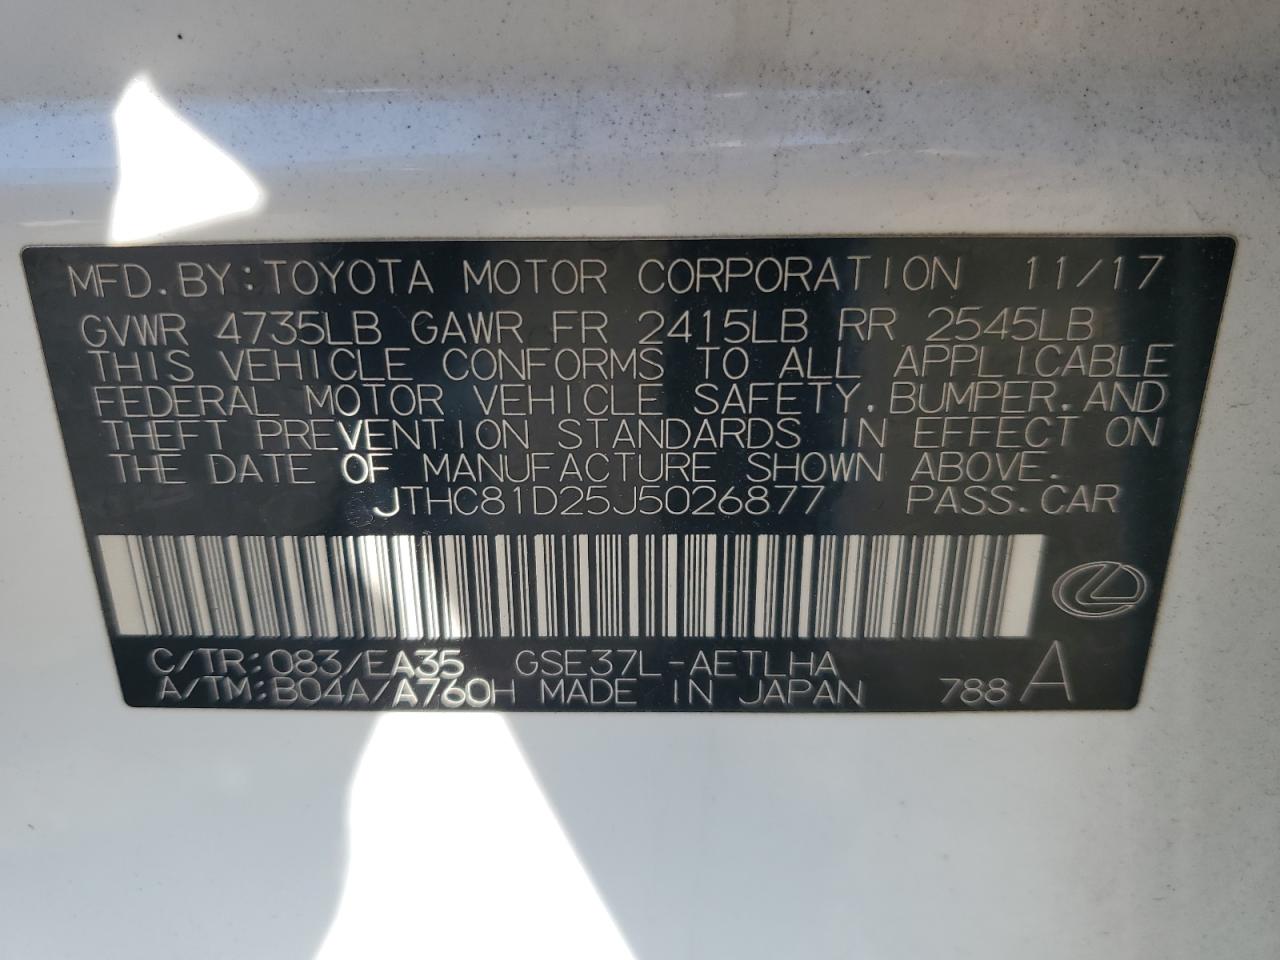 MFD. BY: TOYOTA MOTOR CORPORATION 11/17
GVWR 4735LB GAWR FR 2415LB RR 2545LB
THIS VEHICLE CONFORMS TO ALL APPLICABLE
FEDERAL MOTOR VEHICLE SAFETY, BUMPER, AND
THEFT PREVENTION STANDARDS IN EFFECT ON
THE DATE OF MANUFACTURE SHOWN ABOVE.
JTHC81D25J5026877 PASS. CAR
C/TR: 083/EA35 GSE37L-AETLHA
A/TM: B04A/A760H MADE IN JAPAN 788 A